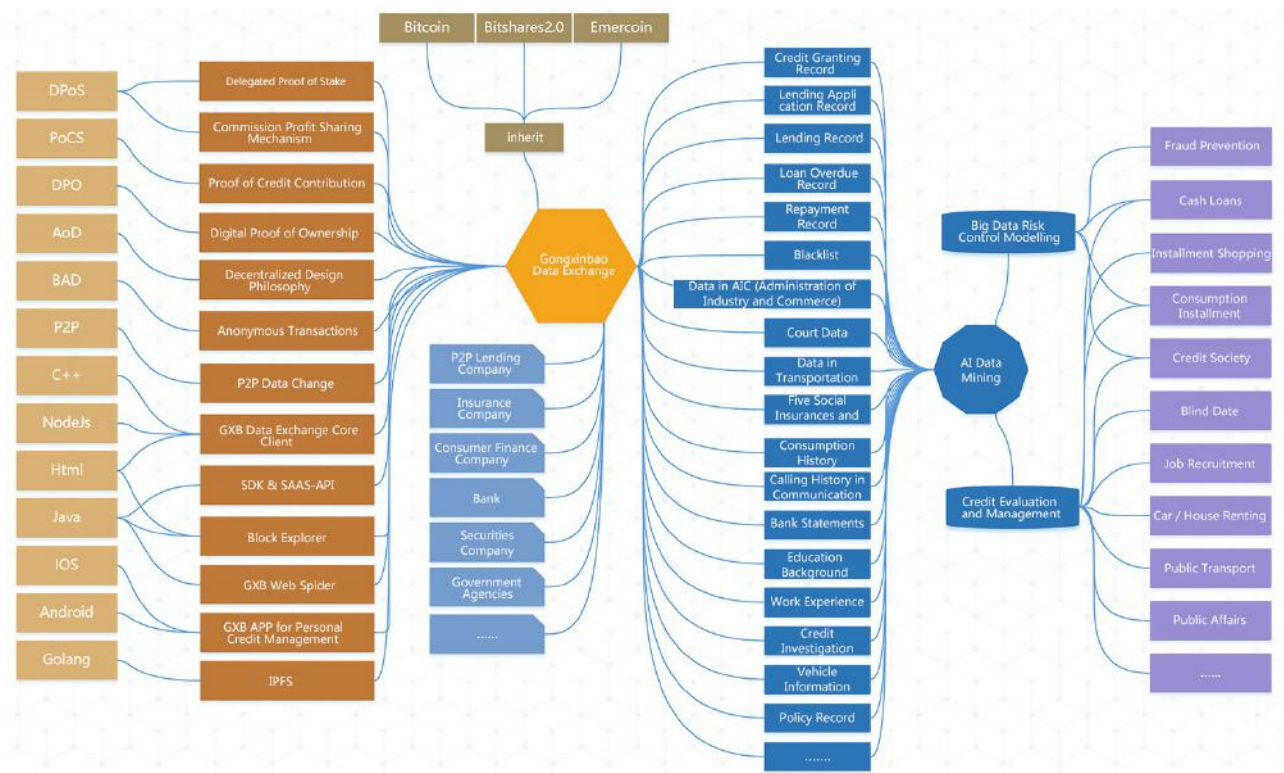 Bitcoin
Bitshares2.0
Emercoin
inherit
DPoS
PoCS
DPO
AoD
BAD
P2P
C++
NodeJs
Html
Java
IOS
Android
Golang
Delegated Proof of Stake
Commission Profit Sharing
Mechanism
Proof of Credit Contribution
Digital Proof of Ownership
Decentralized Design
Philosophy
Anonymous Transactions
P2P Data Change
GXB Data Exchange Core
Client
SDK & SAAS-API
Block Explorer
GXB Web Spider
GXB APP for Personal
Credit Management
IPFS
Gongxinbao
Data Exchange
P2P Lending
Company
Insurance
Company
Consumer Finance
Company
Bank
Securities
Company
Government
Agencies
......
Credit Granting
Record
Lending Appli
cation Record
Lending Record
Loan Overdue
Record
Repayment
Record
Blacklist
Data in AIC (Administration of
Industry and Commerce)
Court Data
Data in
Transportation
Five Social
Insurances and
Consumption
History
Calling History in
Communication
Bank Statements
Education
Background
Work Experience
Credit
Investigation
Vehicle
Information
Policy Record
.......
Big Data Risk
Control Modelling
AI Data
Mining
Credit Evaluation
and Management
Fraud Prevention
Cash Loans
Installment Shopping
Consumption
Installment
Credit Society
Blind Date
Job Recruitment
Car / House Renting
Public Transport
Public Affairs
......